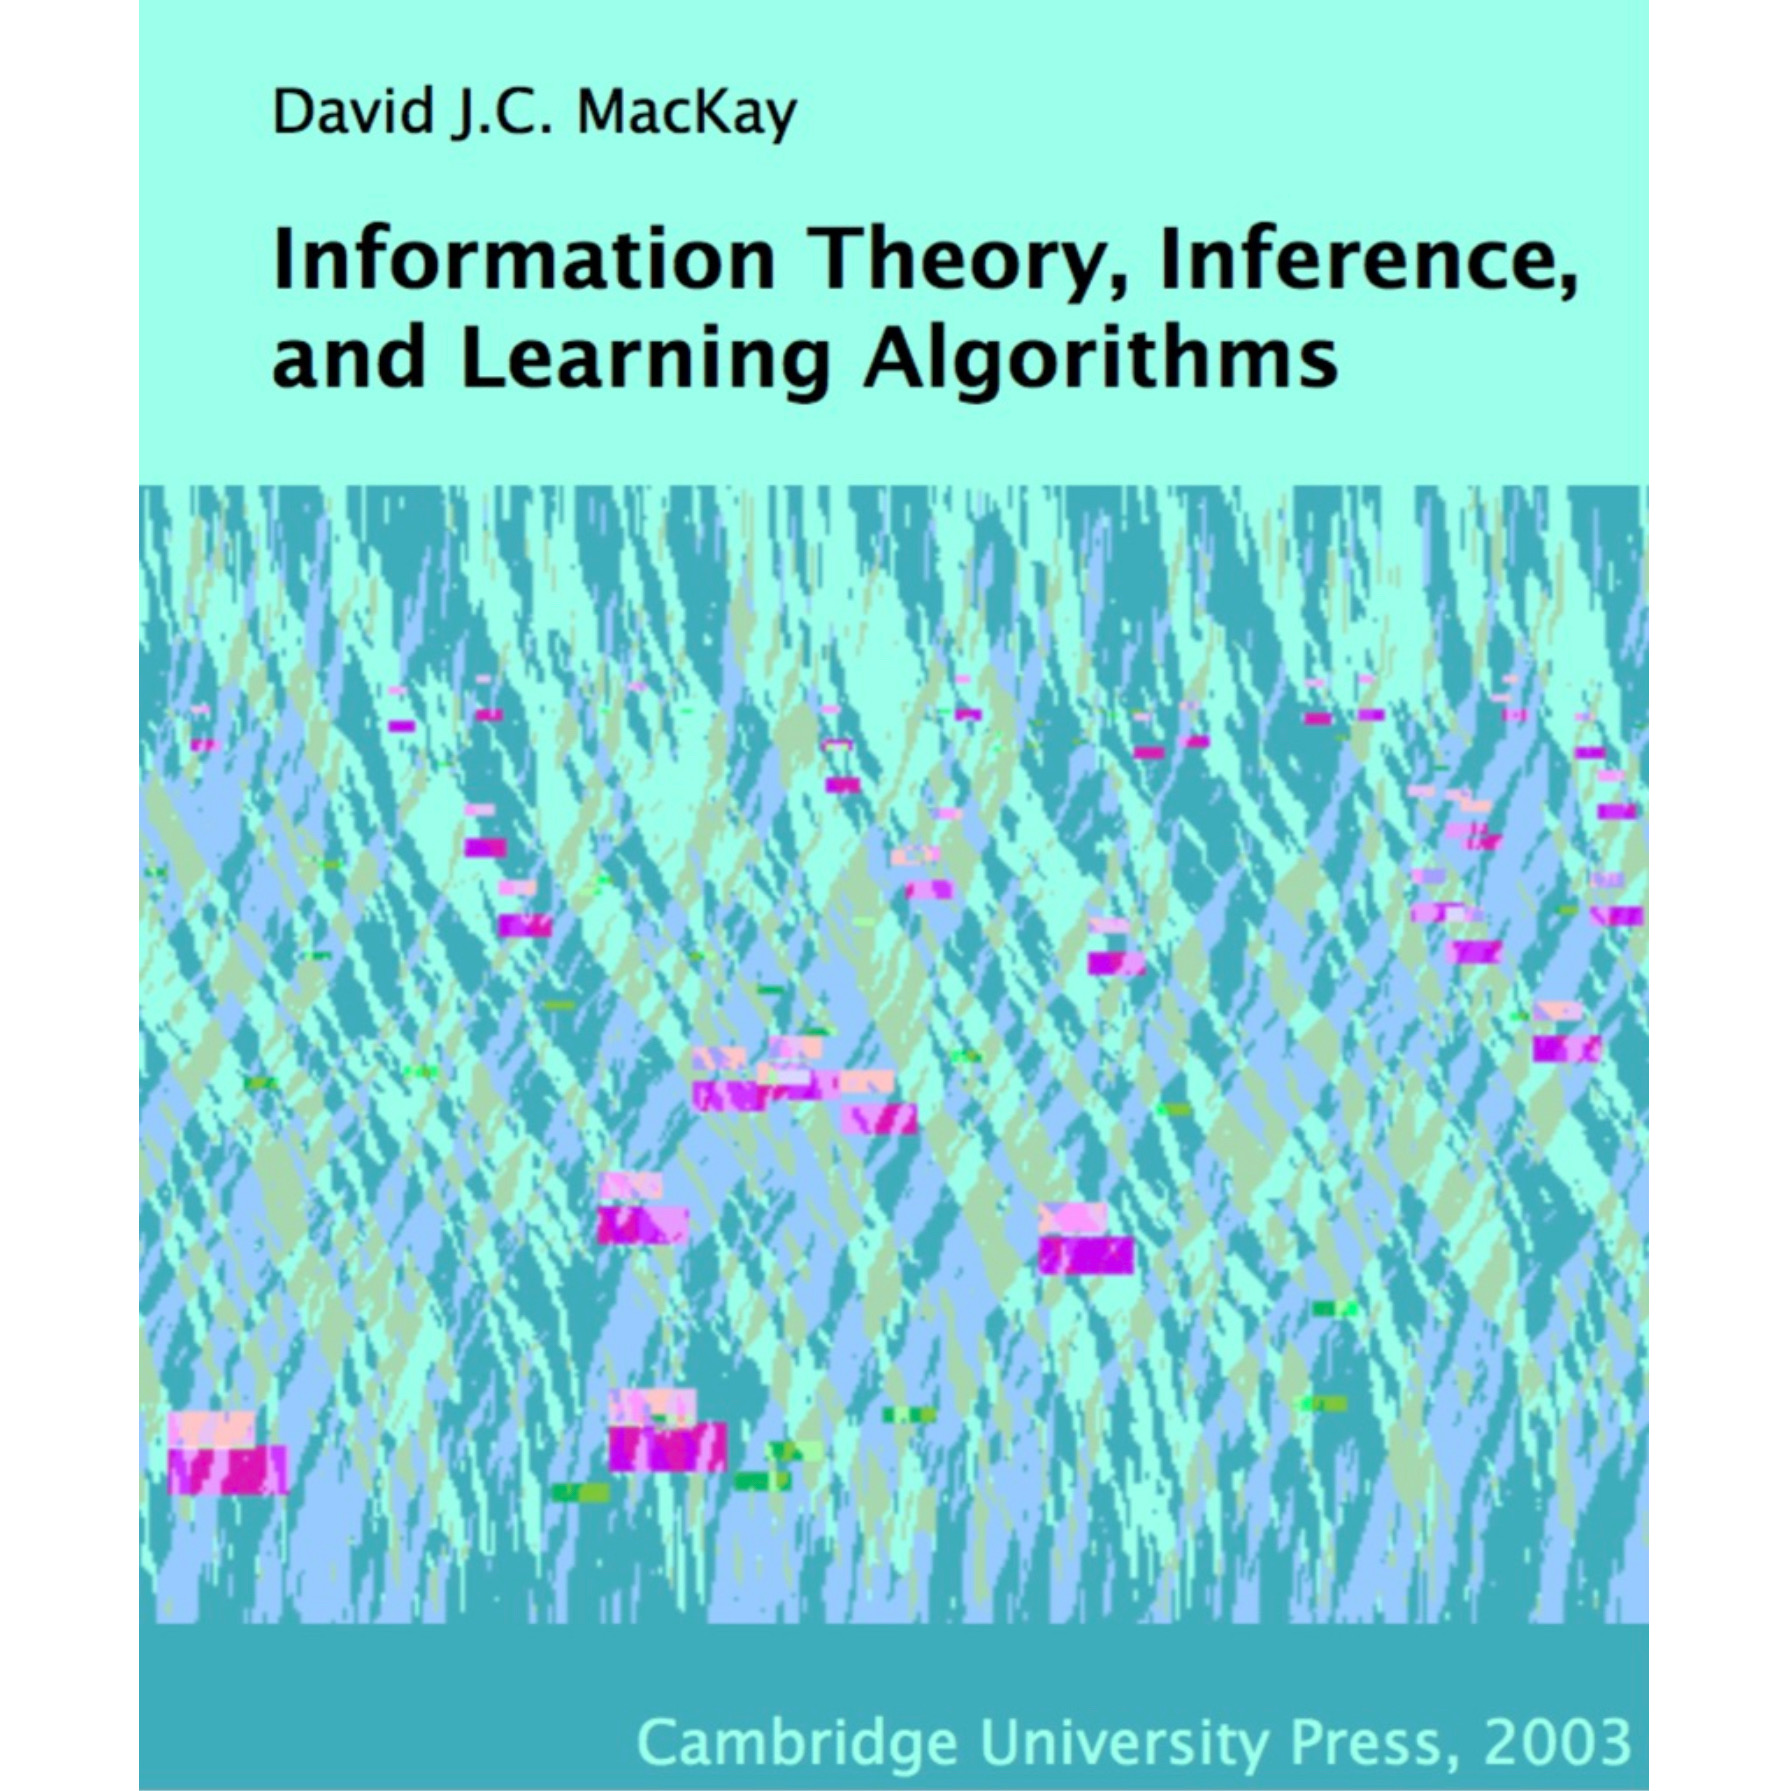 David J.C. MacKay
Information Theory, Inference,
and Learning Algorithms
Cambridge University Press, 2003